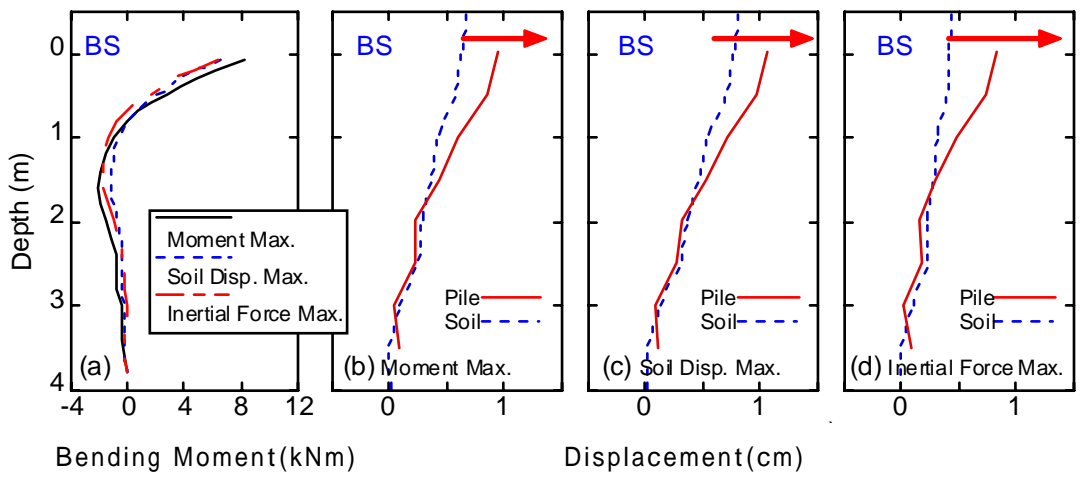 BS
BS
BS
BS
0
1
2
3
4
Depth (m)
Moment Max.
Soil Disp. Max.
Inertial Force Max.
Pile
Soil
Pile
Soil
Pile
Soil
(a)
(b) Moment Max.
(c) Soil Disp. Max.
(d) Inertial Force Max.
-4 0 4 8 12
0 1
0 1
0 1
Bending Moment(kNm)
Displacement(cm)